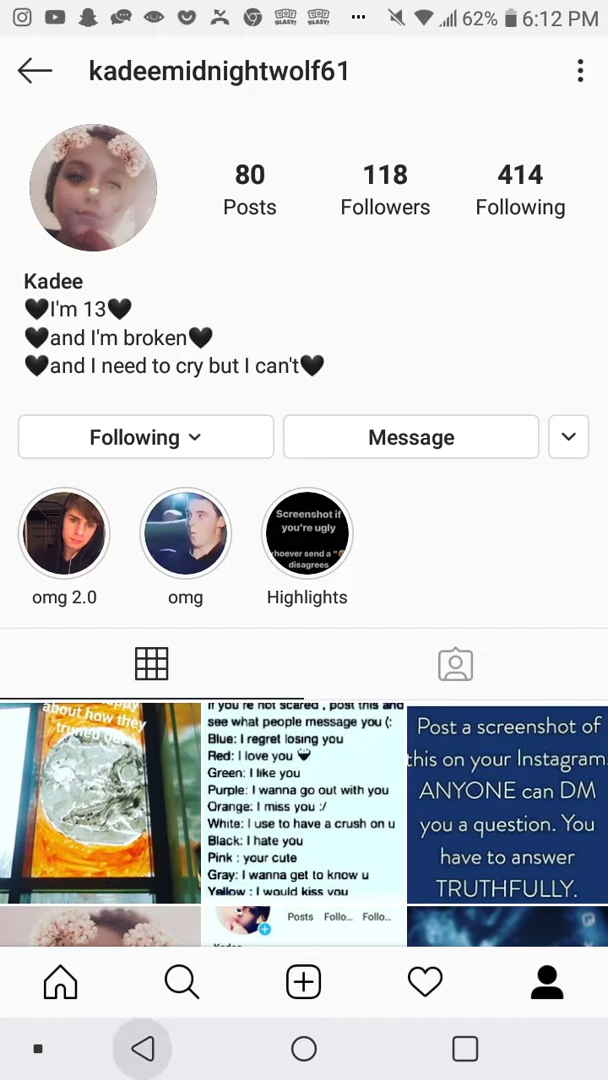 62% 6:12 PM
kadeemidnightwolf61
80 118 414
Posts Followers Following
Kadee
🖤I'm 13🖤
🖤and I'm broken🖤
🖤and I need to cry but I can't🖤
Following Message
Screenshot if
you're ugly
whoever send a "
disagrees
omg 2.0 omg Highlights
about how they
If you're not scared , post this and
see what people message you (:
Blue: I regret losing you
Red: I love you
Green: I like you
Purple: I wanna go out with you
Orange: I miss you :/
White: I use to have a crush on u
Black: I hate you
Pink : your cute
Gray: I wanna get to know u
Yellow : I would kiss you
Post a screenshot of
this on your Instagram.
ANYONE can DM
you a question. You
have to answer
TRUTHFULLY.
Posts Follo... Follo...